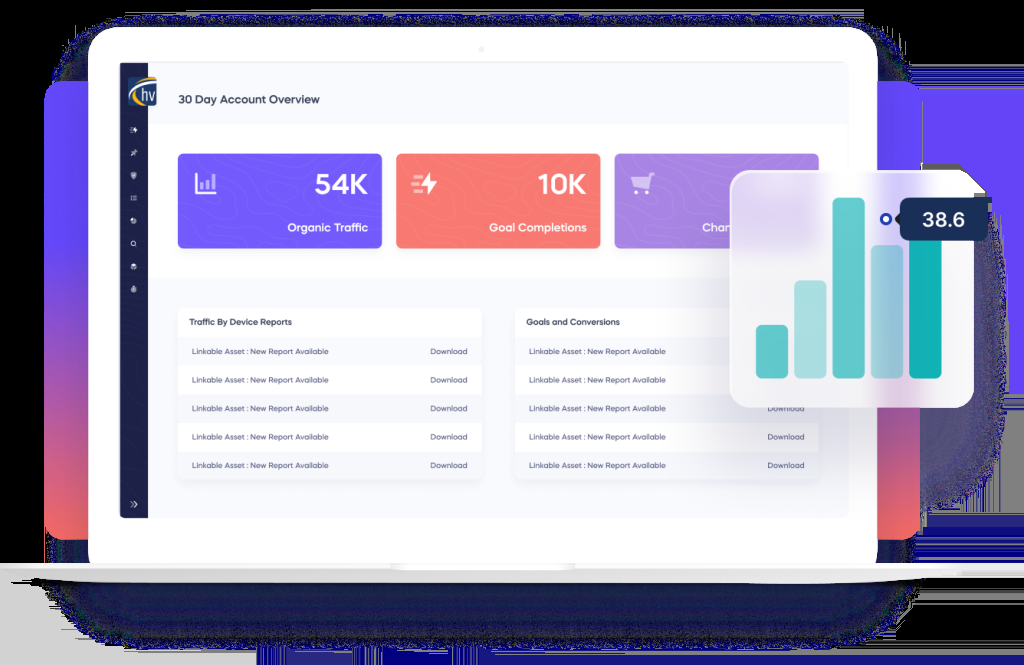 hv
30 Day Account Overview
54K
Organic Traffic
10K
Goal Completions
38.6
Traffic By Device Reports
Linkable Asset : New Report Available Download
Linkable Asset : New Report Available Download
Linkable Asset : New Report Available Download
Linkable Asset : New Report Available Download
Linkable Asset : New Report Available Download
Goals and Conversions
Linkable Asset : New Report Available
Linkable Asset : New Report Available
Linkable Asset : New Report Available Download
Linkable Asset : New Report Available Download
Linkable Asset : New Report Available Download